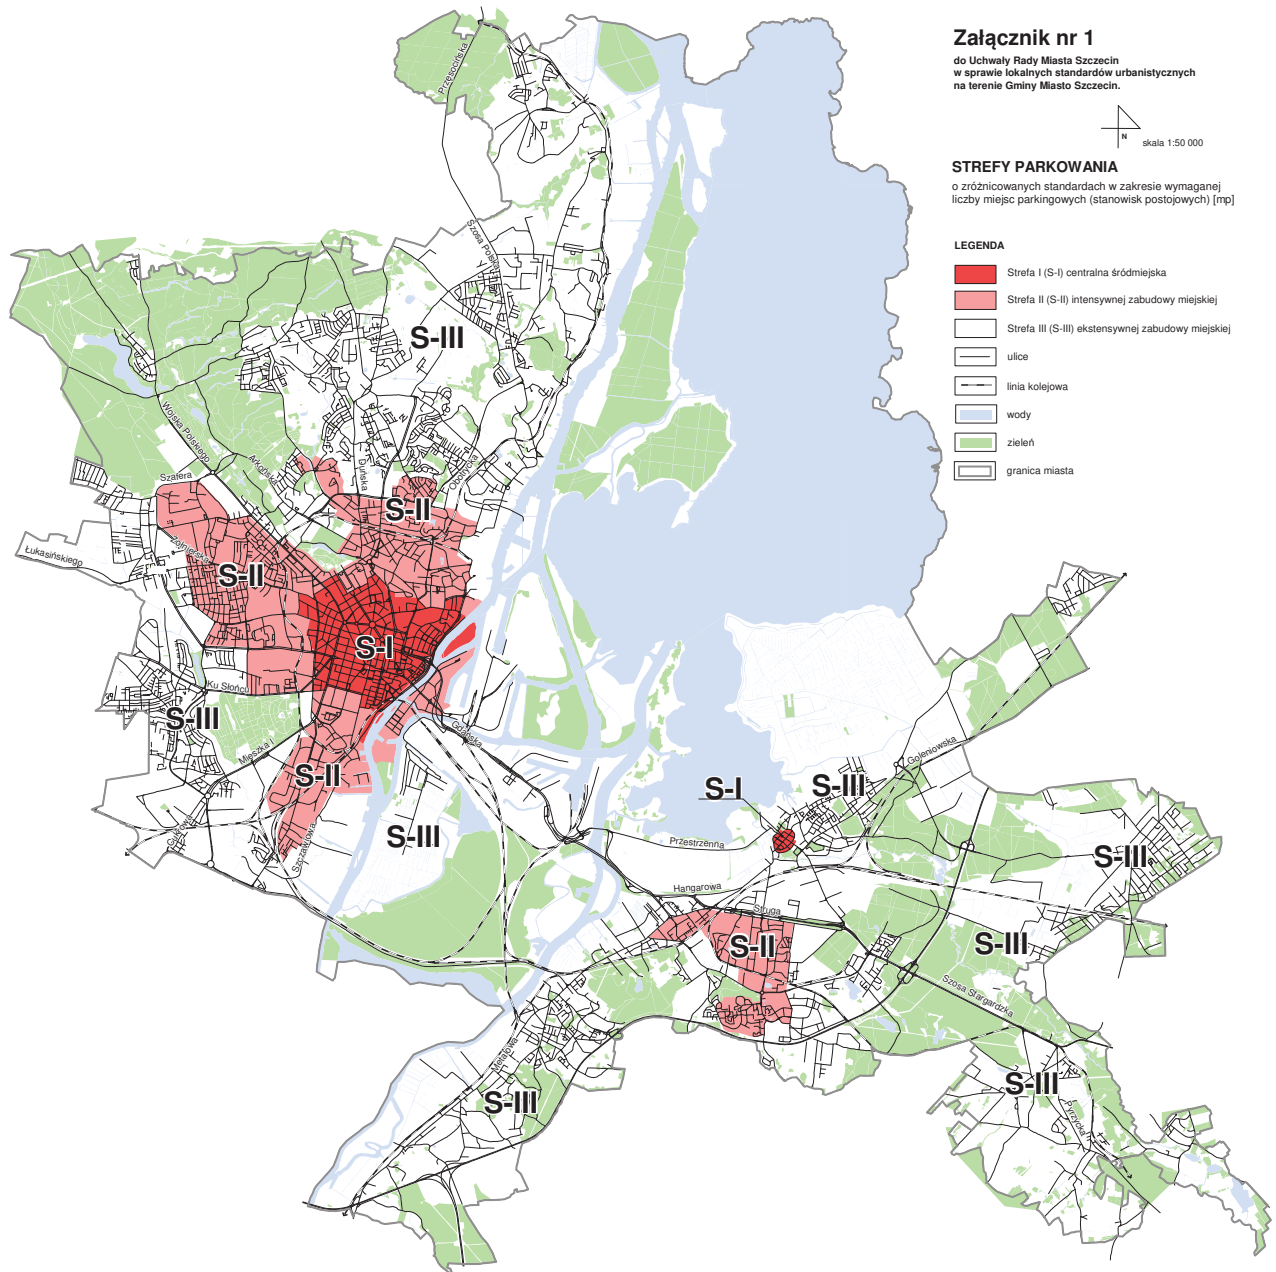 Załącznik nr 1
do Uchwały Rady Miasta Szczecin
w sprawie lokalnych standardów urbanistycznych
na terenie Gminy Miasto Szczecin.
N
skala 1:50 000
STREFY PARKOWANIA
o zróżnicowanych standardach w zakresie wymaganej
liczby miejsc parkingowych (stanowisk postojowych) [mp]
LEGENDA
Strefa I (S-I) centralna śródmiejska
Strefa II (S-II) intensywnej zabudowy miejskiej
Strefa III (S-III) ekstensywnej zabudowy miejskiej
ulice
linia kolejowa
wody
zieleń
granica miasta
Przęsocińska
Szosa Polska
S-III
Wojska Polskiego
Arkońska
Duńska
Obotrycka
Szafera
S-II
Żołnierska
Łukasińskiego
S-II
S-I
Ku Słońcu
S-III
Mieszka I
Gdańska
S-II
S-III
Cukrowa
Szczawiowa
Goleniowska
S-I
S-III
Przestrzenna
S-III
Hangarowa
Struga
S-II
S-III
Szosa Stargardzka
Metalowa
S-III
S-III
Pyrzycka